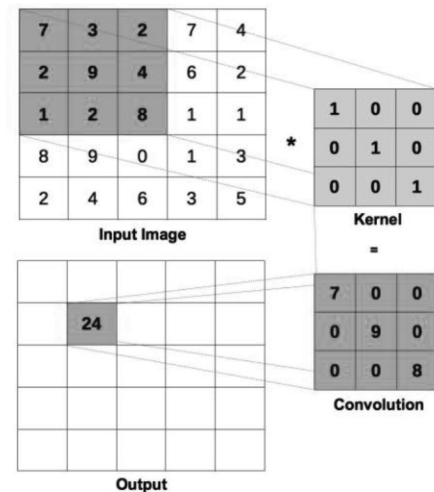 7 3 2 7 4
2 9 4 6 2
1 2 8 1 1
8 9 0 1 3
2 4 6 3 5
Input Image
*
1 0 0
0 1 0
0 0 1
Kernel
=
7 0 0
0 9 0
0 0 8
Convolution
24
Output